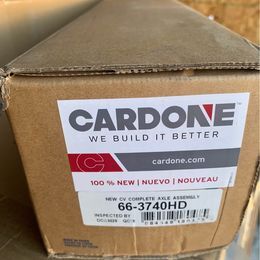 CARDONE™
WE BUILD IT BETTER
cardone.com
100 % NEW | NUEVO | NOUVEAU
NEW CV COMPLETE AXLE ASSEMBLY
66-3740HD
INSPECTED BY